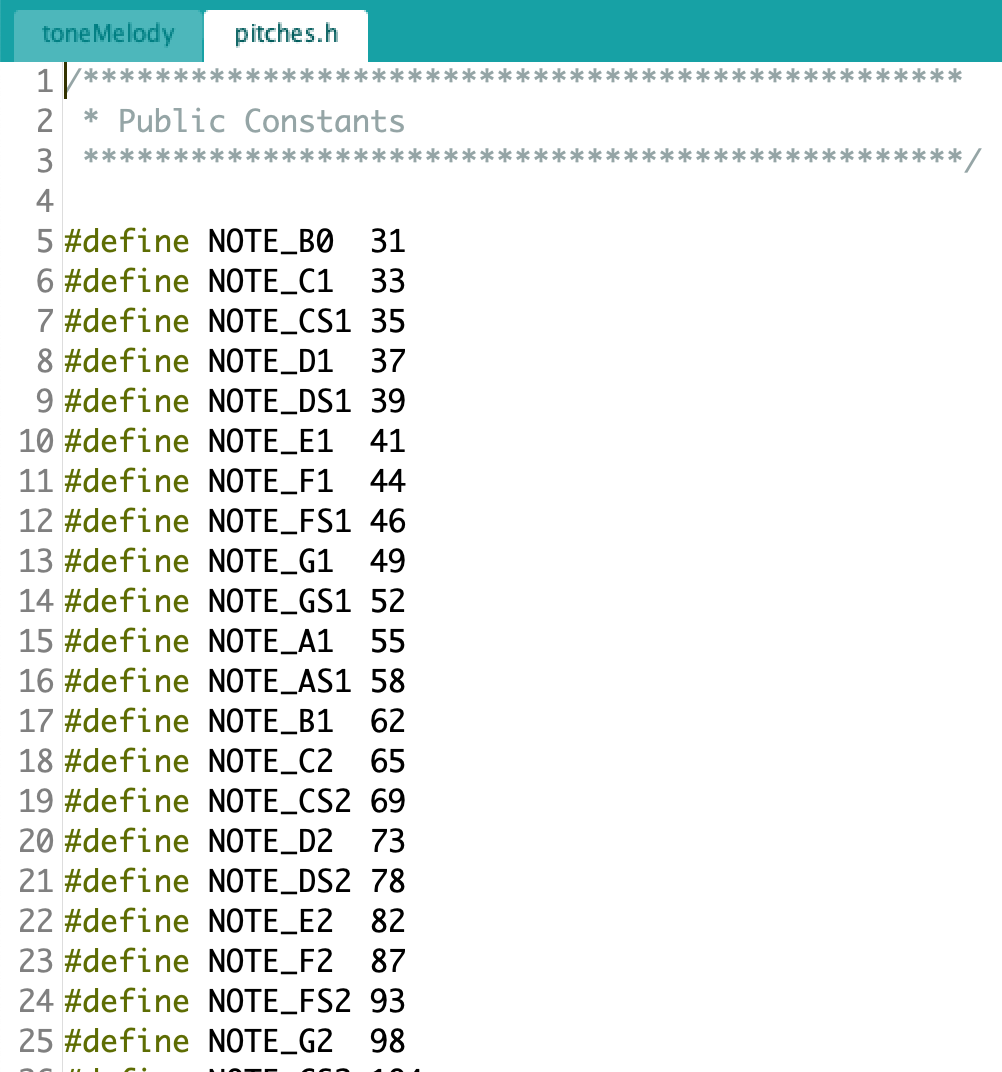 toneMelody pitches.h
1 /*************************************************
2  * Public Constants
3  *************************************************/
4
5 #define NOTE_B0  31
6 #define NOTE_C1  33
7 #define NOTE_CS1 35
8 #define NOTE_D1  37
9 #define NOTE_DS1 39
10 #define NOTE_E1  41
11 #define NOTE_F1  44
12 #define NOTE_FS1 46
13 #define NOTE_G1  49
14 #define NOTE_GS1 52
15 #define NOTE_A1  55
16 #define NOTE_AS1 58
17 #define NOTE_B1  62
18 #define NOTE_C2  65
19 #define NOTE_CS2 69
20 #define NOTE_D2  73
21 #define NOTE_DS2 78
22 #define NOTE_E2  82
23 #define NOTE_F2  87
24 #define NOTE_FS2 93
25 #define NOTE_G2  98